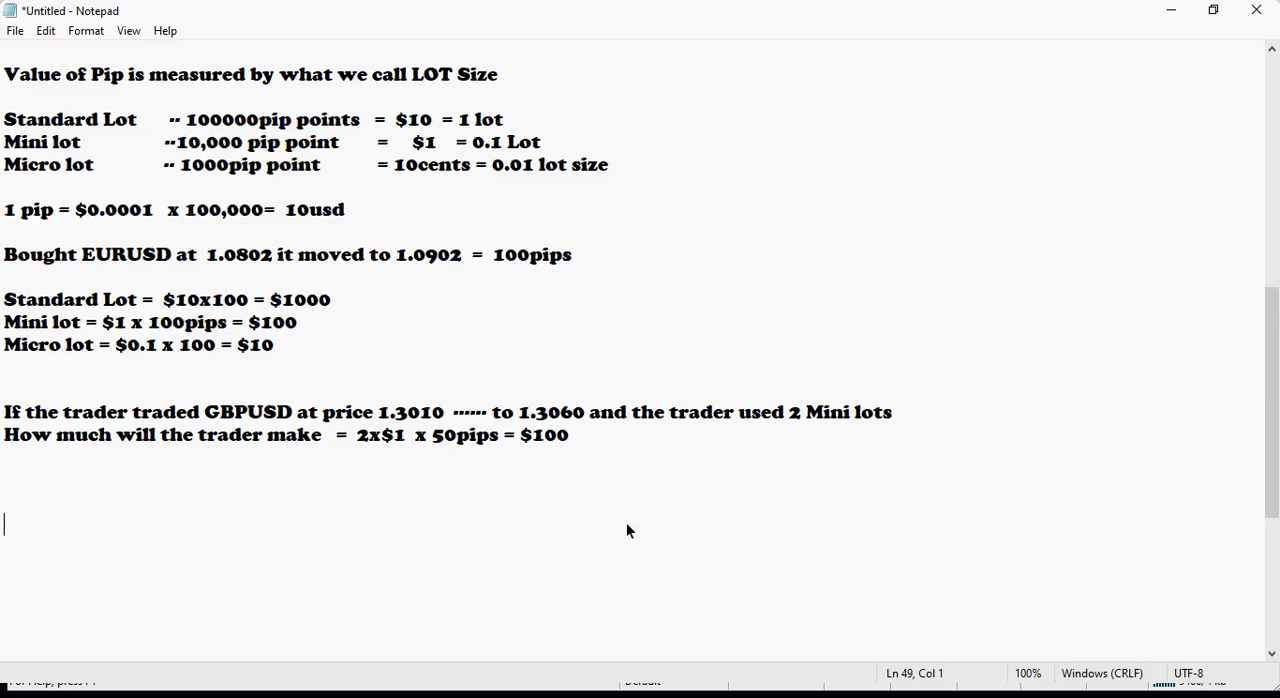 *Untitled - Notepad
File Edit Format View Help
Value of Pip is measured by what we call LOT Size
Standard Lot -- 100000pip points = $10 = 1 lot
Mini lot --10,000 pip point = $1 = 0.1 Lot
Micro lot -- 1000pip point = 10cents = 0.01 lot size
1 pip = $0.0001 x 100,000= 10usd
Bought EURUSD at 1.0802 it moved to 1.0902 = 100pips
Standard Lot = $10x100 = $1000
Mini lot = $1 x 100pips = $100
Micro lot = $0.1 x 100 = $10
If the trader traded GBPUSD at price 1.3010 ------ to 1.3060 and the trader used 2 Mini lots
How much will the trader make = 2x$1 x 50pips = $100
Ln 49, Col 1 100% Windows (CRLF) UTF-8